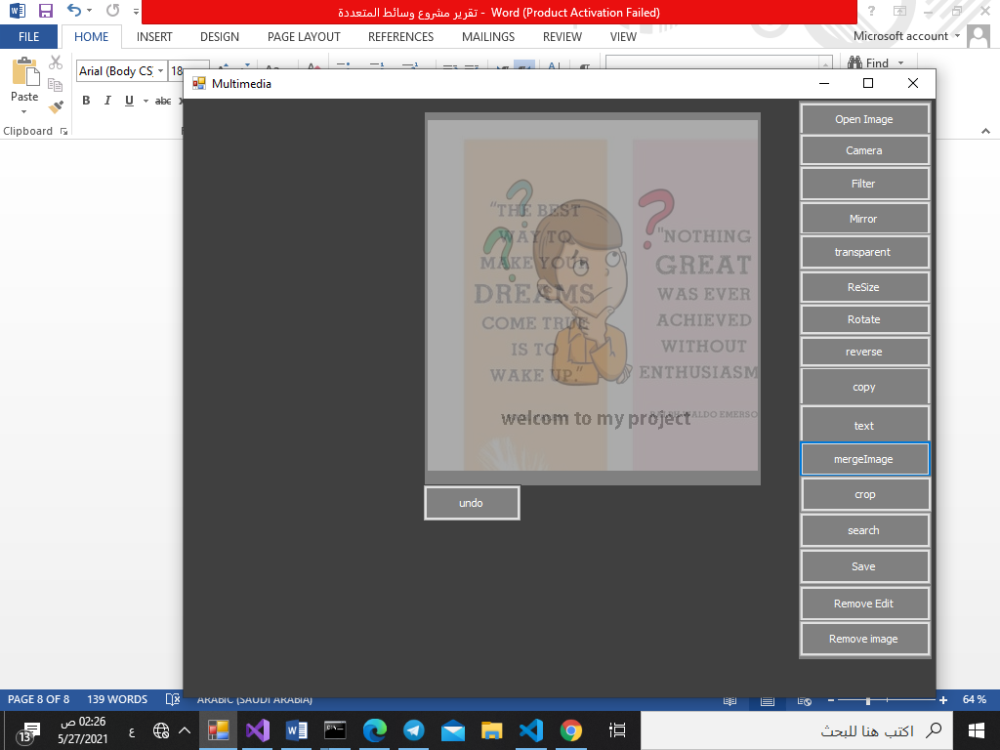 تقرير مشروع وسائط المتعددة - Word (Product Activation Failed)
FILE
HOME
INSERT
DESIGN
PAGE LAYOUT
REFERENCES
MAILINGS
REVIEW
VIEW
Microsoft account
Paste
Clipboard
Arial (Body CS)
18
B I U abc
Find
Multimedia
Open Image
Camera
Filter
Mirror
transparent
ReSize
Rotate
reverse
copy
text
mergeImage
crop
search
Save
Remove Edit
Remove image
"THE BEST
WAY TO
MAKE YOUR
DREAMS
COME TRUE
IS TO
WAKE UP."
"NOTHING
GREAT
WAS EVER
ACHIEVED
WITHOUT
ENTHUSIASM
WALDO EMERSO
welcom to my project
undo
PAGE 8 OF 8
139 WORDS
ARABIC (SAUDI ARABIA)
64 %
13
02:26 ص
5/27/2021
ع
اكتب هنا للبحث